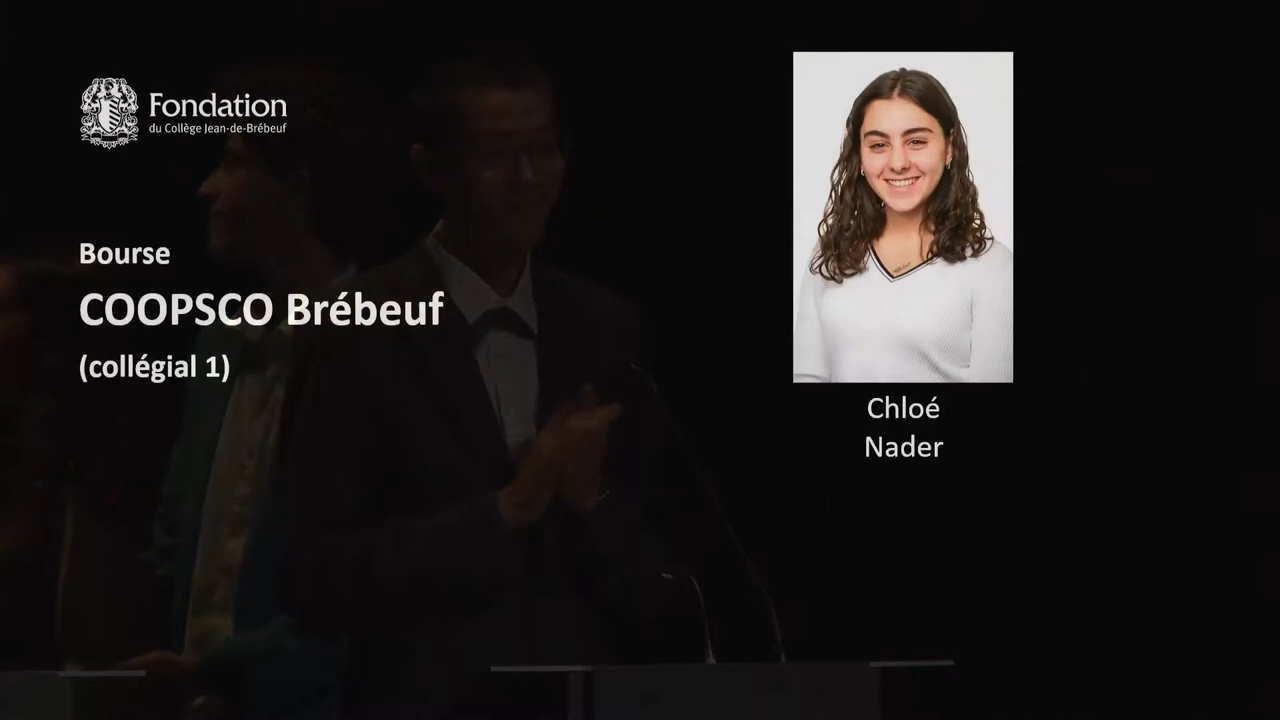 Fondation
du Collège Jean-de-Brébeuf
Bourse
COOPSCO Brébeuf
(collégial 1)
Chloé
Nader